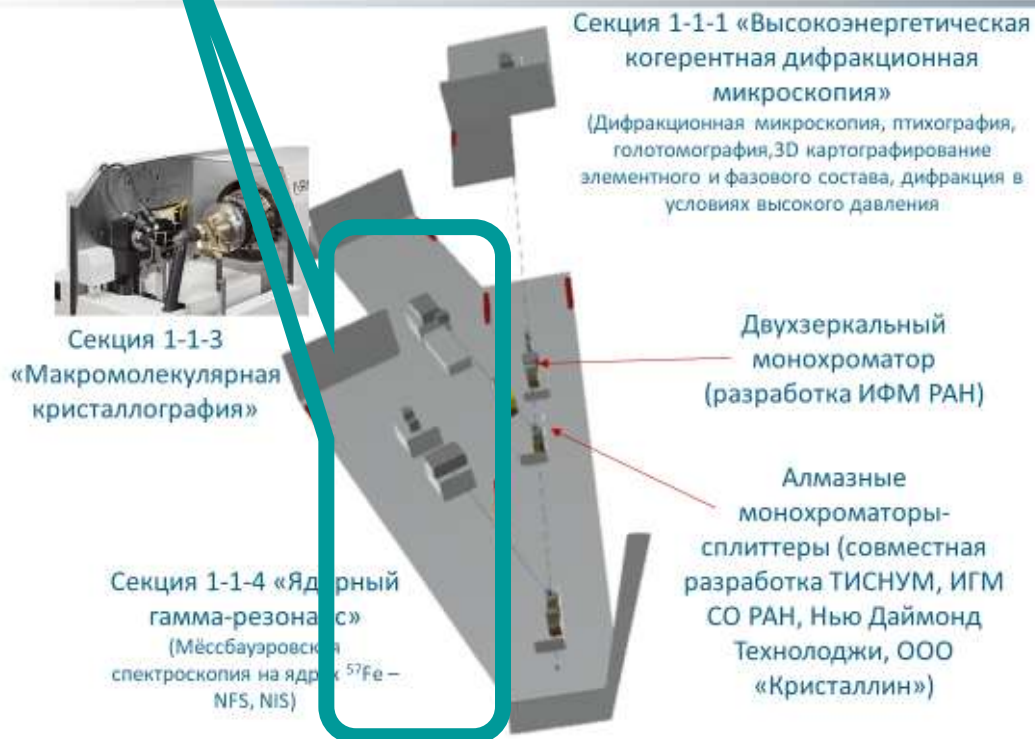 Секция 1-1-1 «Высокоэнергетическая
когерентная дифракционная
микроскопия»
(Дифракционная микроскопия, птихография,
голотомография,3D картографирование
элементного и фазового состава, дифракция в
условиях высокого давления
Секция 1-1-3
«Макромолекулярная
кристаллография»
Двухзеркальный
монохроматор
(разработка ИФМ РАН)
Алмазные
монохроматоры-
сплиттеры (совместная
разработка ТИСНУМ, ИГМ
СО РАН, Нью Даймонд
Технолоджи, ООО
«Кристаллин»)
Секция 1-1-4 «Ядерный
гамма-резонанс»
(Мёссбауэровская
спектроскопия на ядрах ⁵⁷Fe –
NFS, NIS)